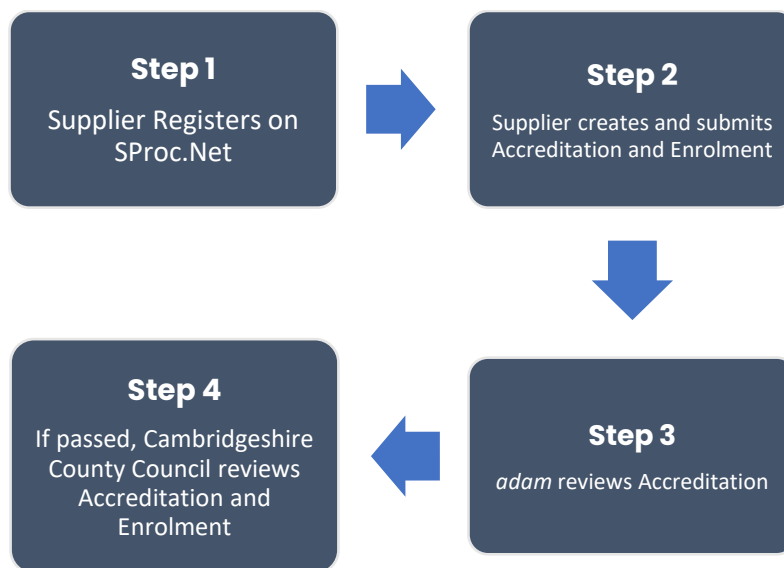 Step 1
Supplier Registers on
SProc.Net
Step 2
Supplier creates and submits
Accreditation and Enrolment
Step 3
adam reviews Accreditation
Step 4
If passed, Cambridgeshire
County Council reviews
Accreditation and
Enrolment